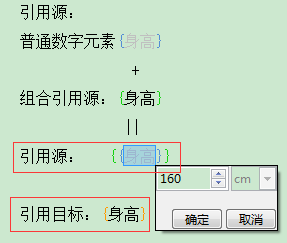 引用源：
普通数字元素{身高}
+
组合引用源：{身高}
||
引用源： {{身高}}
160 cm
引用目标：{身高}
确定 取消